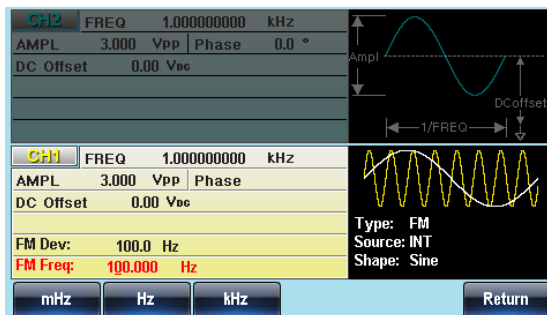 CH2 FREQ 1.000000000 kHz
AMPL 3.000 Vpp Phase 0.0 °
DC Offset 0.00 VDC
Ampl
DCoffset
1/FREQ
CH1 FREQ 1.000000000 kHz
AMPL 3.000 Vpp Phase
DC Offset 0.00 VDC
FM Dev: 100.0 Hz
FM Freq: 100.000 Hz
Type: FM
Source: INT
Shape: Sine
mHz Hz kHz Return